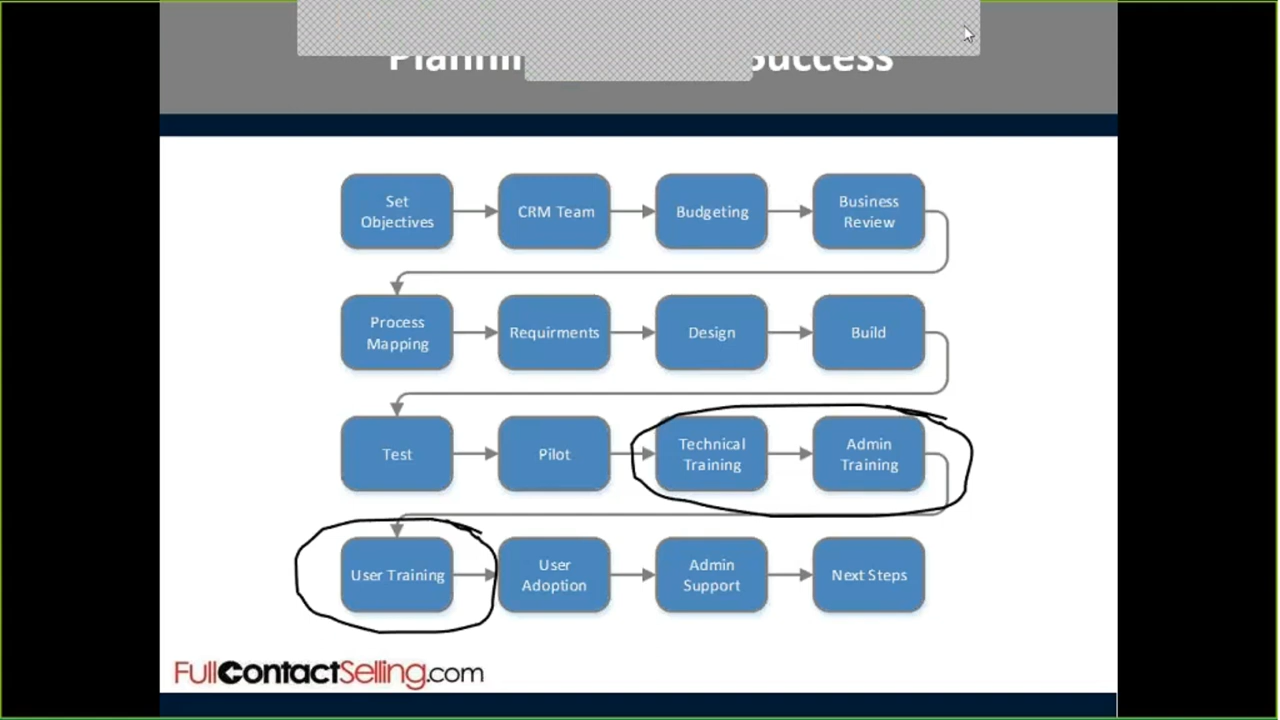 Success
Set
Objectives
CRM Team
Budgeting
Business
Review
Process
Mapping
Requirments
Design
Build
Test
Pilot
Technical
Training
Admin
Training
User Training
User
Adoption
Admin
Support
Next Steps
FullContactSelling.com